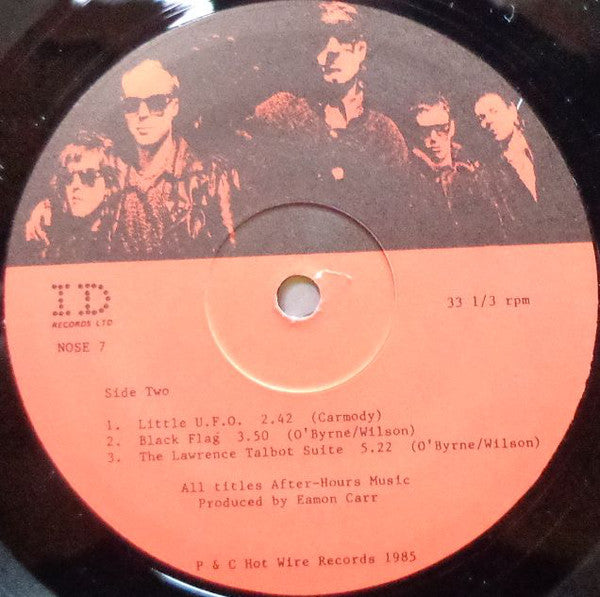 ID
RECORDS LTD
NOSE 7
33 1/3 rpm
Side Two
1. Little U.F.O. 2.42 (Carmody)
2. Black Flag 3.50 (O'Byrne/Wilson)
3. The Lawrence Talbot Suite 5.22 (O'Byrne/Wilson)
All titles After-Hours Music
Produced by Eamon Carr
P & C Hot Wire Records 1985